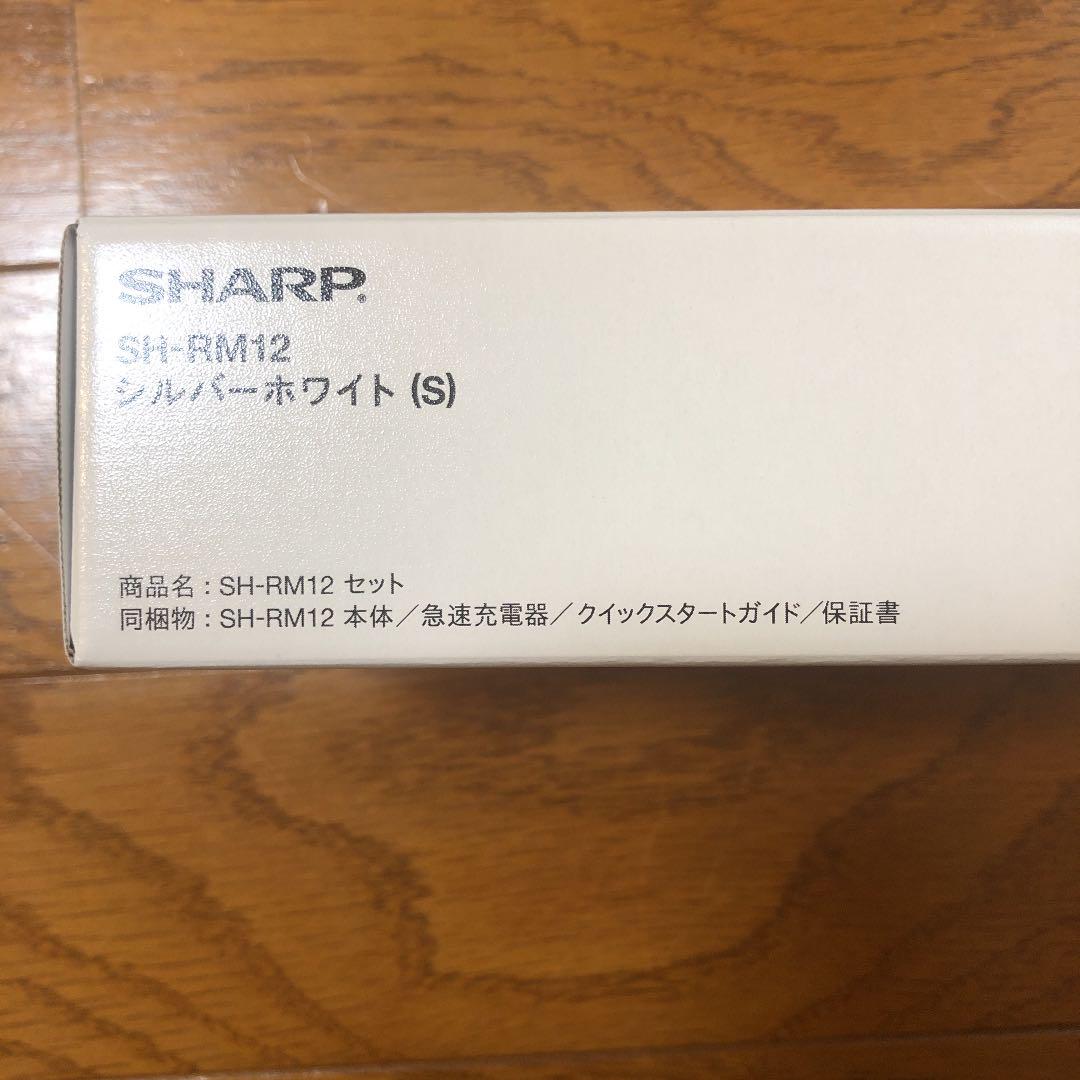 SHARP
SH-RM12
シルバーホワイト (S)
商品名：SH-RM12 セット
同梱物：SH-RM12 本体／急速充電器／クイックスタートガイド／保証書